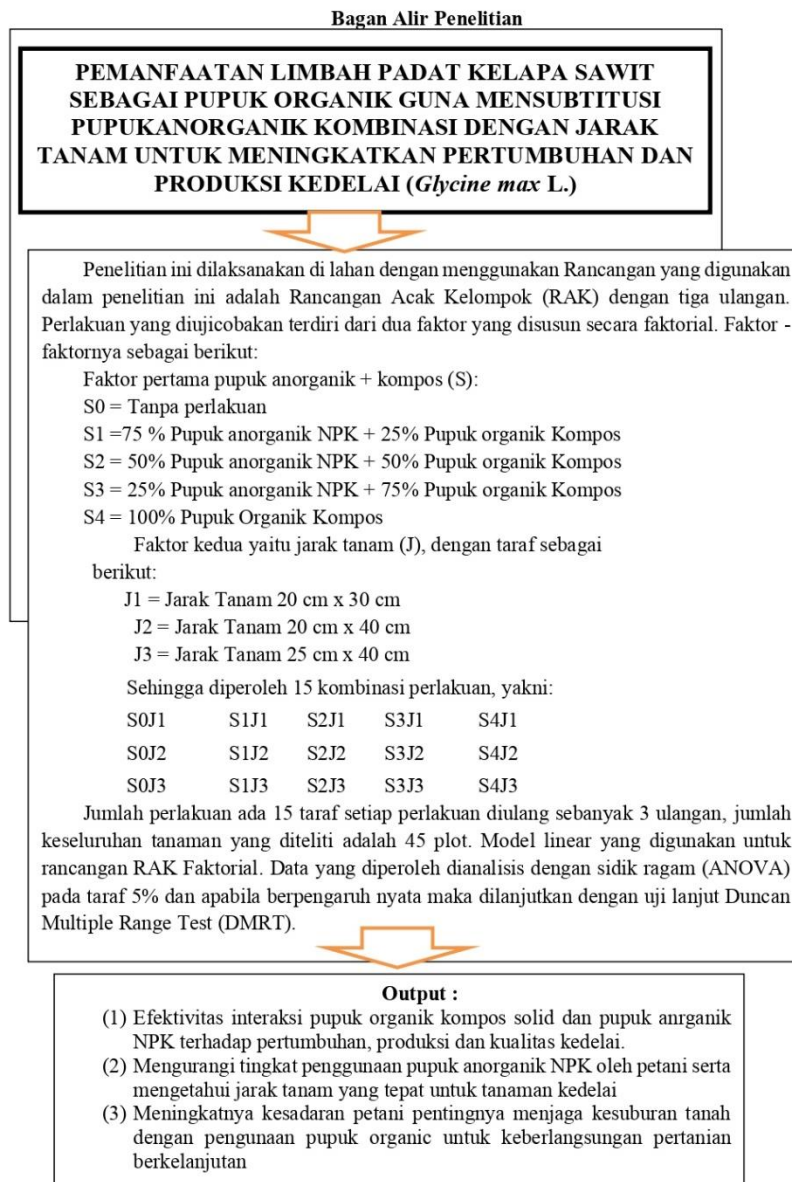 Bagan Alir Penelitian
PEMANFAATAN LIMBAH PADAT KELAPA SAWIT
SEBAGAI PUPUK ORGANIK GUNA MENSUBTITUSI
PUPUKANORGANIK KOMBINASI DENGAN JARAK
TANAM UNTUK MENINGKATKAN PERTUMBUHAN DAN
PRODUKSI KEDELAI (Glycine max L.)
Penelitian ini dilaksanakan di lahan dengan menggunakan Rancangan yang digunakan
dalam penelitian ini adalah Rancangan Acak Kelompok (RAK) dengan tiga ulangan.
Perlakuan yang diujicobakan terdiri dari dua faktor yang disusun secara faktorial. Faktor -
faktornya sebagai berikut:
Faktor pertama pupuk anorganik + kompos (S):
S0 = Tanpa perlakuan
S1 =75 % Pupuk anorganik NPK + 25% Pupuk organik Kompos
S2 = 50% Pupuk anorganik NPK + 50% Pupuk organik Kompos
S3 = 25% Pupuk anorganik NPK + 75% Pupuk organik Kompos
S4 = 100% Pupuk Organik Kompos
Faktor kedua yaitu jarak tanam (J), dengan taraf sebagai
berikut:
J1 = Jarak Tanam 20 cm x 30 cm
J2 = Jarak Tanam 20 cm x 40 cm
J3 = Jarak Tanam 25 cm x 40 cm
Sehingga diperoleh 15 kombinasi perlakuan, yakni:
S0J1 S1J1 S2J1 S3J1 S4J1
S0J2 S1J2 S2J2 S3J2 S4J2
S0J3 S1J3 S2J3 S3J3 S4J3
Jumlah perlakuan ada 15 taraf setiap perlakuan diulang sebanyak 3 ulangan, jumlah
keseluruhan tanaman yang diteliti adalah 45 plot. Model linear yang digunakan untuk
rancangan RAK Faktorial. Data yang diperoleh dianalisis dengan sidik ragam (ANOVA)
pada taraf 5% dan apabila berpengaruh nyata maka dilanjutkan dengan uji lanjut Duncan
Multiple Range Test (DMRT).
Output :
(1) Efektivitas interaksi pupuk organik kompos solid dan pupuk anrganik
NPK terhadap pertumbuhan, produksi dan kualitas kedelai.
(2) Mengurangi tingkat penggunaan pupuk anorganik NPK oleh petani serta
mengetahui jarak tanam yang tepat untuk tanaman kedelai
(3) Meningkatnya kesadaran petani pentingnya menjaga kesuburan tanah
dengan pengunaan pupuk organic untuk keberlangsungan pertanian
berkelanjutan